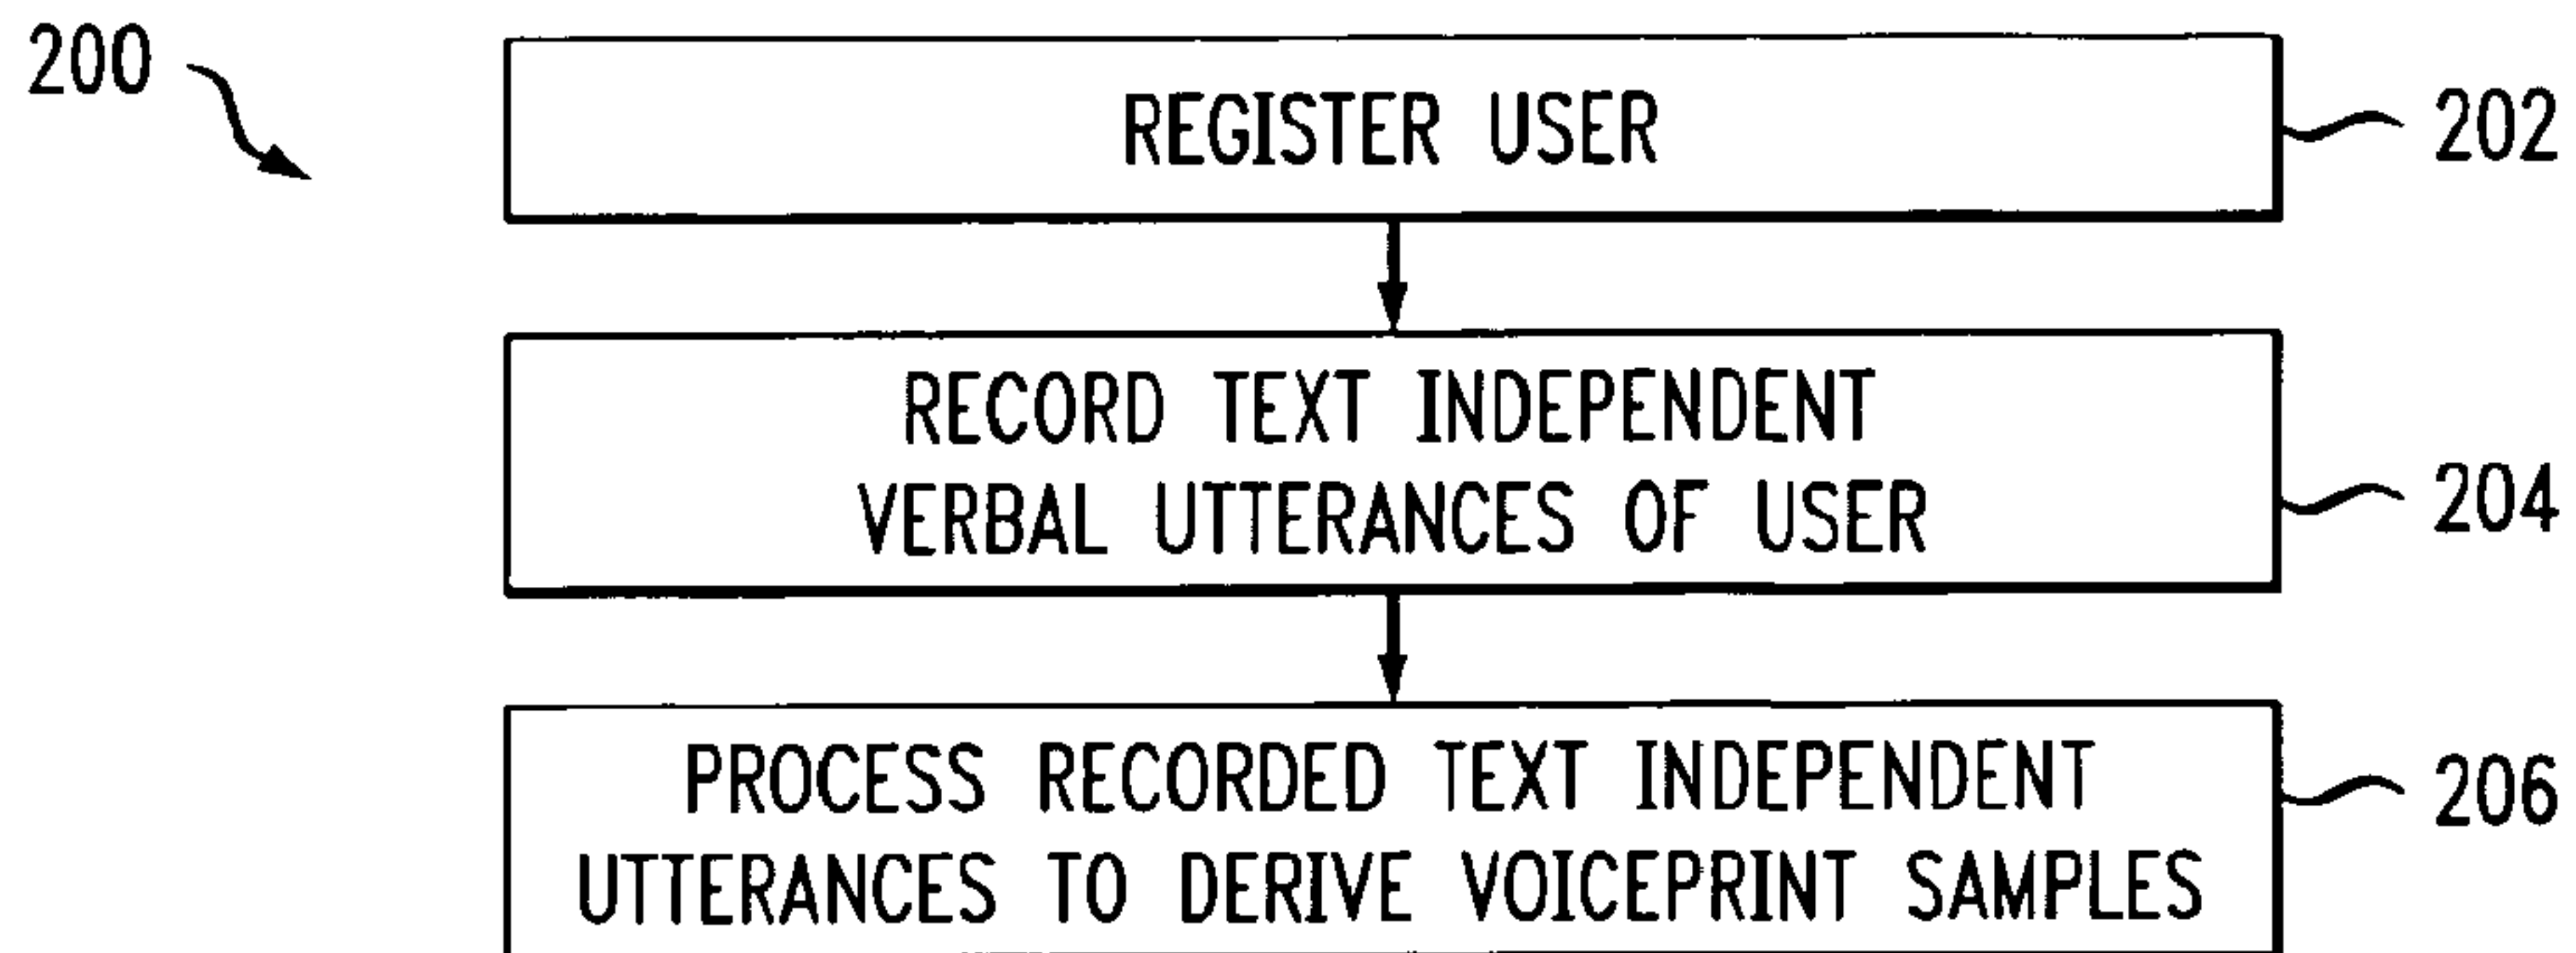 200
REGISTER USER
202
RECORD TEXT INDEPENDENT
VERBAL UTTERANCES OF USER
204
PROCESS RECORDED TEXT INDEPENDENT
UTTERANCES TO DERIVE VOICEPRINT SAMPLES
206